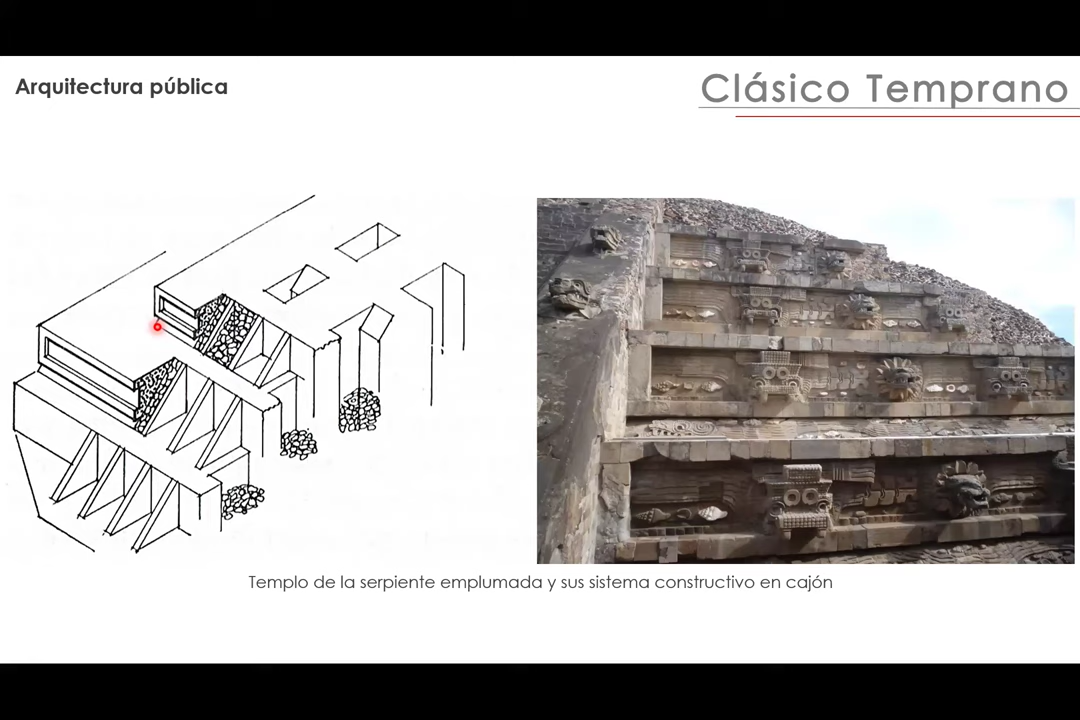 Arquitectura pública
Clásico Temprano
Templo de la serpiente emplumada y sus sistema constructivo en cajón